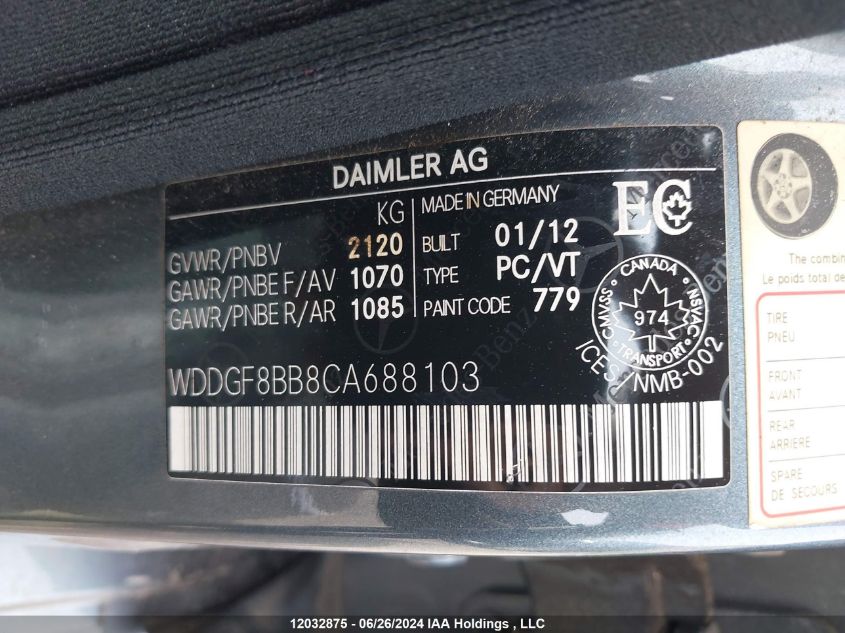 DAIMLER AG
KG
GVWR/PNBV 2120
GAWR/PNBE F/AV 1070
GAWR/PNBE R/AR 1085
MADE IN GERMANY
BUILT 01/12
TYPE PC/VT
PAINT CODE 779
EC
CANADA
CMVSS
NSVAC
974
TRANSPORT
ICES/NMB-002
WDDGF8BB8CA688103
The combined
Le poids total de
TIRE
PNEU
FRONT
AVANT
REAR
ARRIERE
SPARE
DE SECOURS
12032875 - 06/26/2024 IAA Holdings , LLC